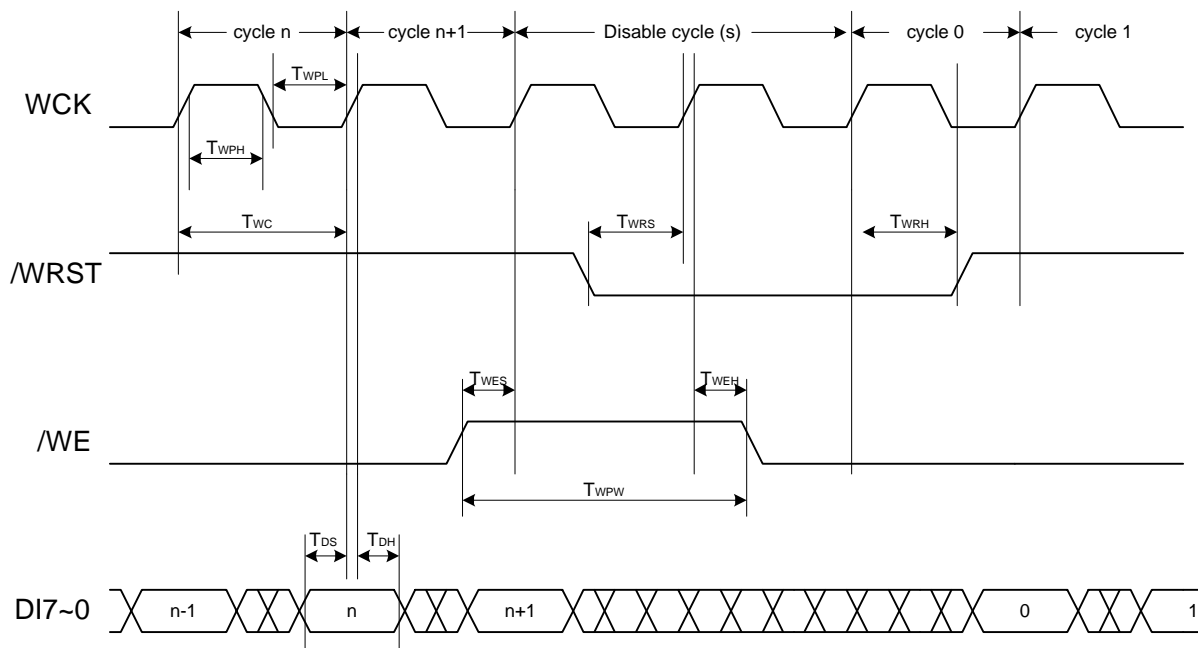 cycle n
cycle n+1
Disable cycle (s)
cycle 0
cycle 1
WCK
TWPL
TWPH
TWC
/WRST
TWRS
TWRH
/WE
TWES
TWEH
TWPW
TDS
TDH
DI7~0
n-1
n
n+1
0
1